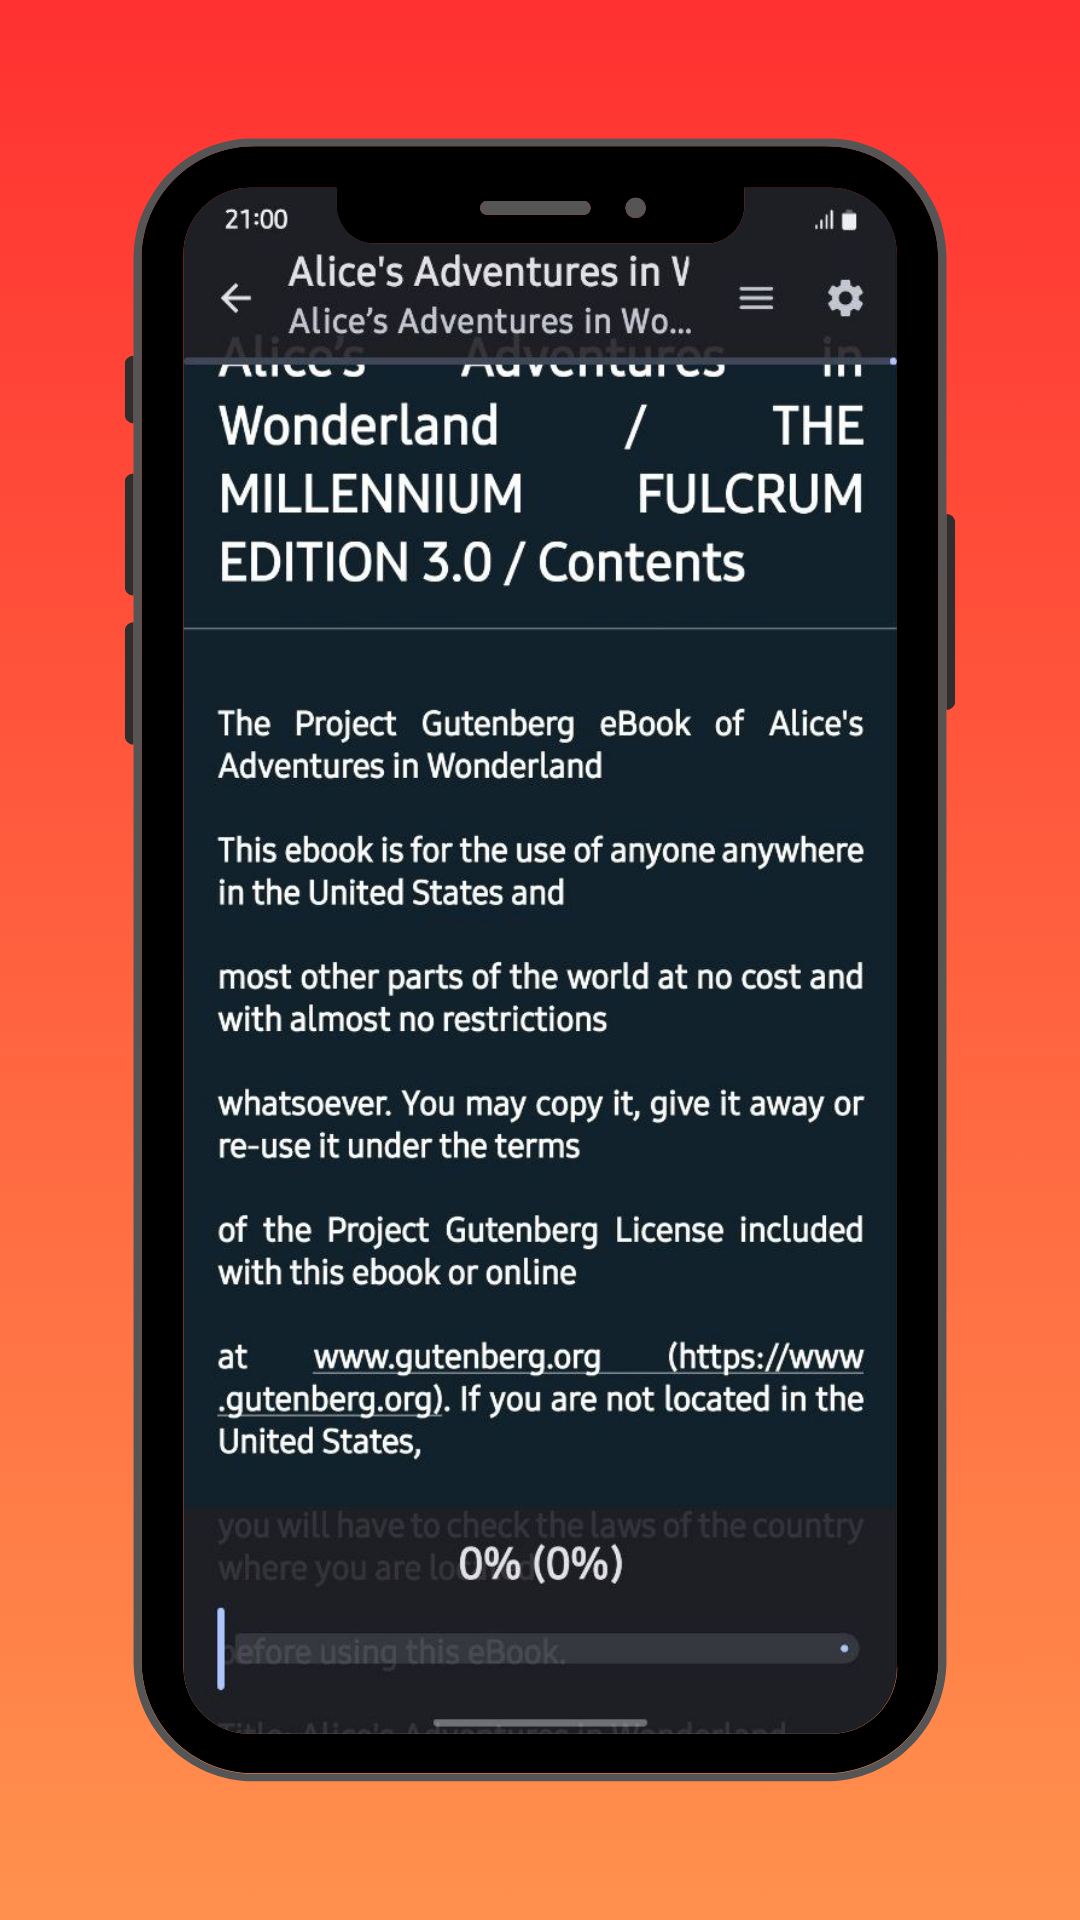 21:00
Alice's Adventures in
Alice’s Adventures in Wo...
Alice’s Adventures in
Wonderland / THE
MILLENNIUM FULCRUM
EDITION 3.0 / Contents
The Project Gutenberg eBook of Alice's
Adventures in Wonderland
This ebook is for the use of anyone anywhere
in the United States and
most other parts of the world at no cost and
with almost no restrictions
whatsoever. You may copy it, give it away or
re-use it under the terms
of the Project Gutenberg License included
with this ebook or online
at www.gutenberg.org (https://www
.gutenberg.org). If you are not located in the
United States,
you will have to check the laws of the country
where you are located
0% (0%)
before using this eBook.
Title: Alice's Adventures in Wonderland